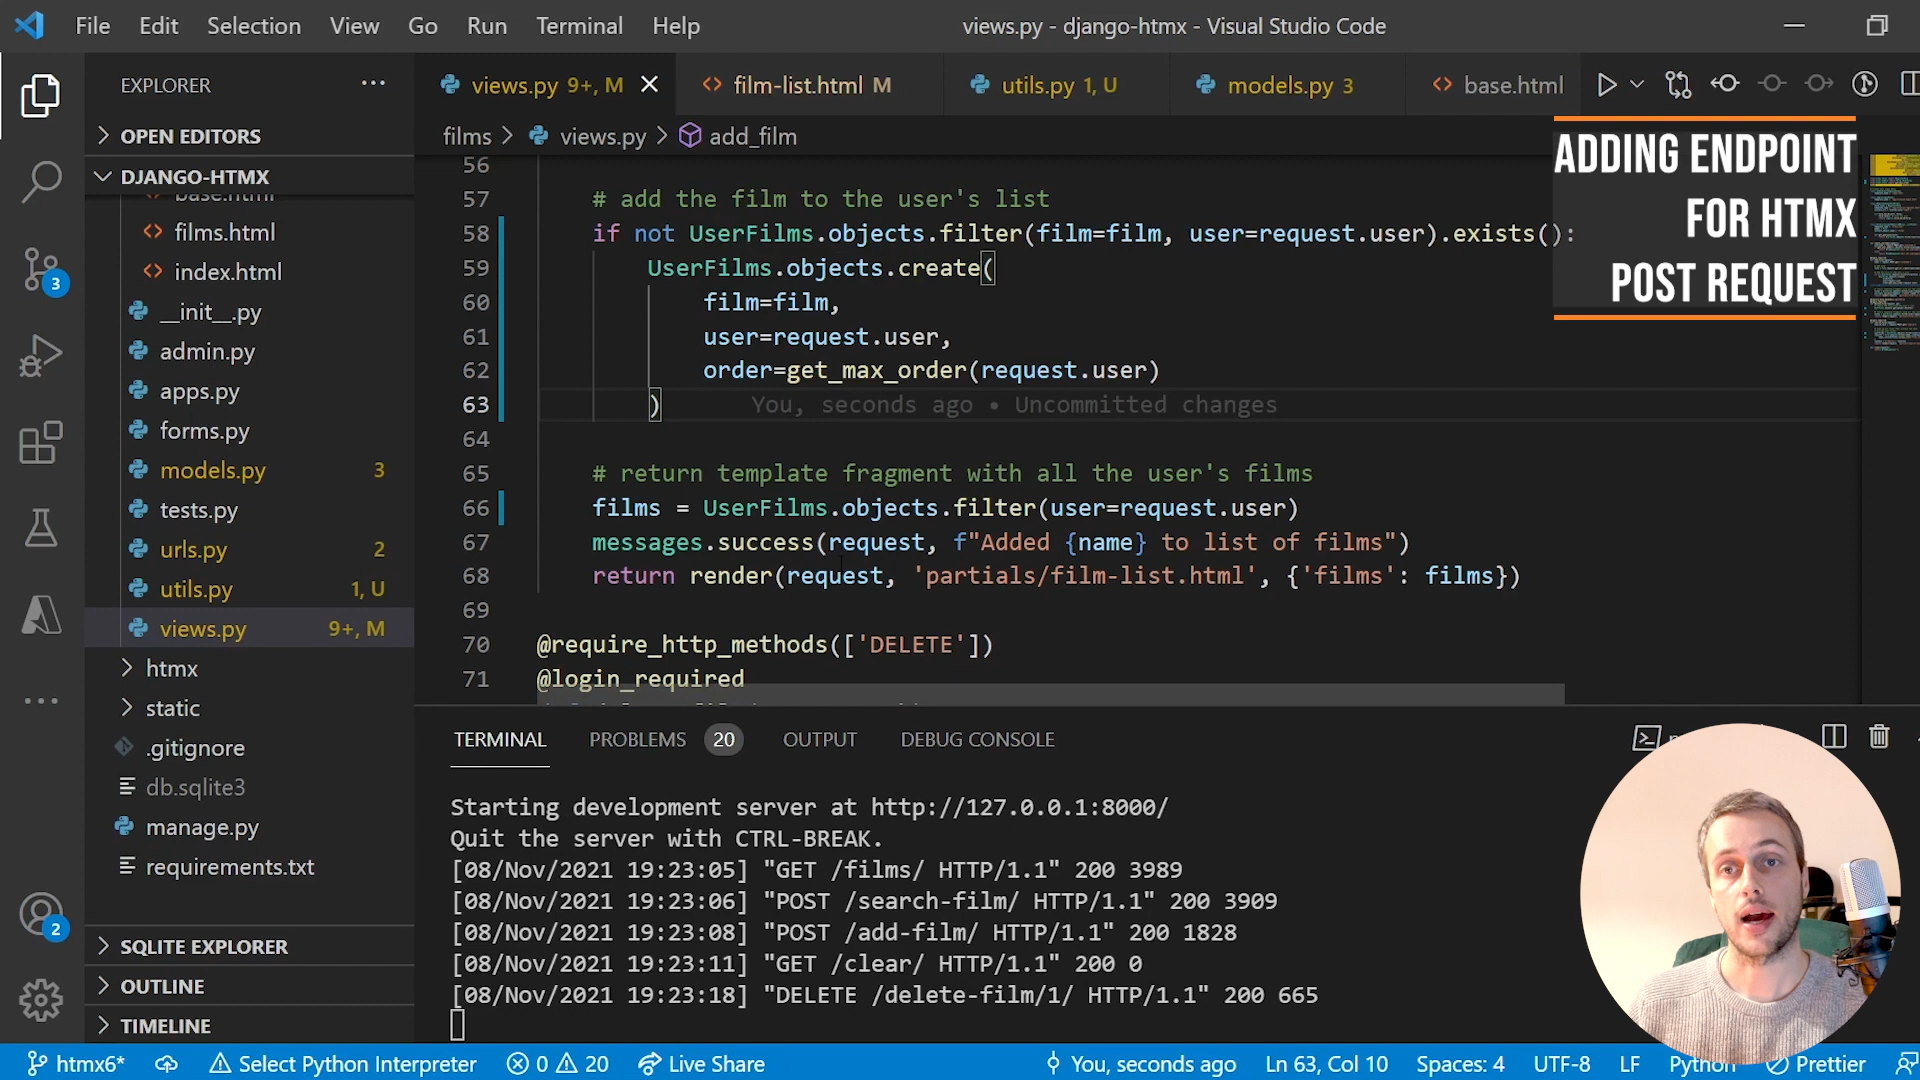 File Edit Selection View Go Run Terminal Help
views.py - django-htmx - Visual Studio Code
EXPLORER
views.py 9+, M
film-list.html M
utils.py 1, U
models.py 3
base.html
films > views.py > add_film
OPEN EDITORS
DJANGO-HTMX
base.html
films.html
index.html
__init__.py
admin.py
apps.py
forms.py
models.py 3
tests.py
urls.py 2
utils.py 1, U
views.py 9+, M
htmx
static
.gitignore
db.sqlite3
manage.py
requirements.txt
SQLITE EXPLORER
OUTLINE
TIMELINE
3
2
ADDING ENDPOINT
FOR HTMX
POST REQUEST
56
57 # add the film to the user's list
58 if not UserFilms.objects.filter(film=film, user=request.user).exists():
59 UserFilms.objects.create(
60 film=film,
61 user=request.user,
62 order=get_max_order(request.user)
63 ) You, seconds ago • Uncommitted changes
64
65 # return template fragment with all the user's films
66 films = UserFilms.objects.filter(user=request.user)
67 messages.success(request, f"Added {name} to list of films")
68 return render(request, 'partials/film-list.html', {'films': films})
69
70 @require_http_methods(['DELETE'])
71 @login_required
TERMINAL PROBLEMS 20 OUTPUT DEBUG CONSOLE
Starting development server at http://127.0.0.1:8000/
Quit the server with CTRL-BREAK.
[08/Nov/2021 19:23:05] "GET /films/ HTTP/1.1" 200 3989
[08/Nov/2021 19:23:06] "POST /search-film/ HTTP/1.1" 200 3909
[08/Nov/2021 19:23:08] "POST /add-film/ HTTP/1.1" 200 1828
[08/Nov/2021 19:23:11] "GET /clear/ HTTP/1.1" 200 0
[08/Nov/2021 19:23:18] "DELETE /delete-film/1/ HTTP/1.1" 200 665
htmx6* Select Python Interpreter 0 20 Live Share You, seconds ago Ln 63, Col 10 Spaces: 4 UTF-8 LF Python Prettier